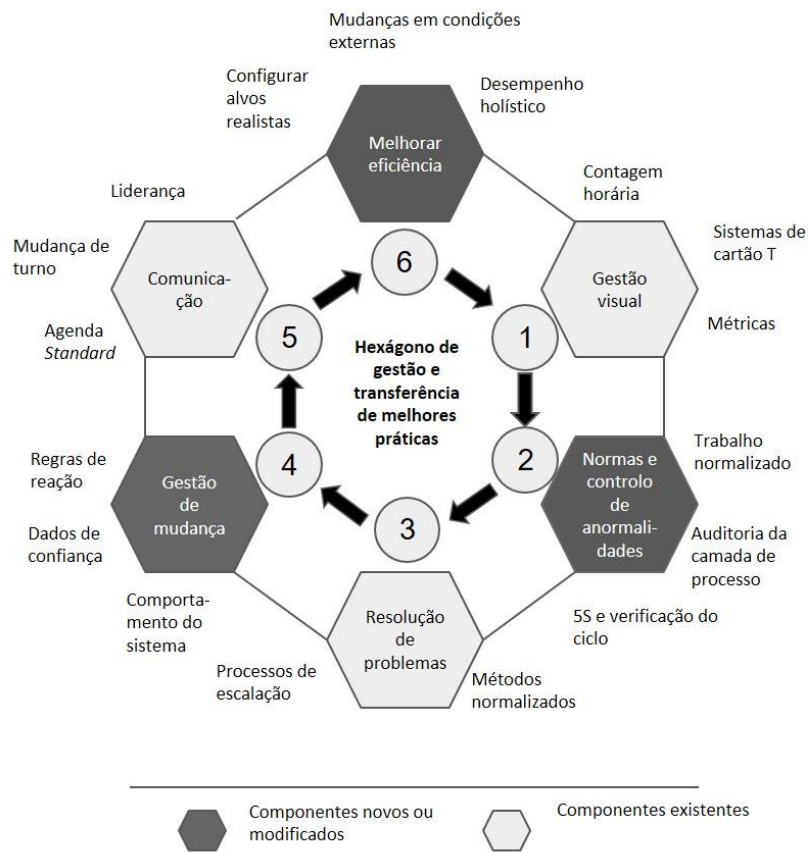 Mudanças em condições
externas
Configurar
alvos
realistas
Desempenho
holístico
Melhorar
eficiência
Liderança
Contagem
horária
Mudança de
turno
Sistemas de
cartão T
Comunica-
ção
6
Gestão
visual
Agenda
Standard
5
1
Métricas
Hexágono de
gestão e
transferência
de melhores
práticas
Regras de
reação
Gestão
de
mudança
4
2
Normas e
controlo
de
anormali-
dades
Trabalho
normalizado
Dados de
confiança
3
Auditoria da
camada de
processo
Comporta-
mento do
sistema
Resolução
de
problemas
5S e verificação do
ciclo
Processos de
escalação
Métodos
normalizados
Componentes novos ou
modificados
Componentes existentes